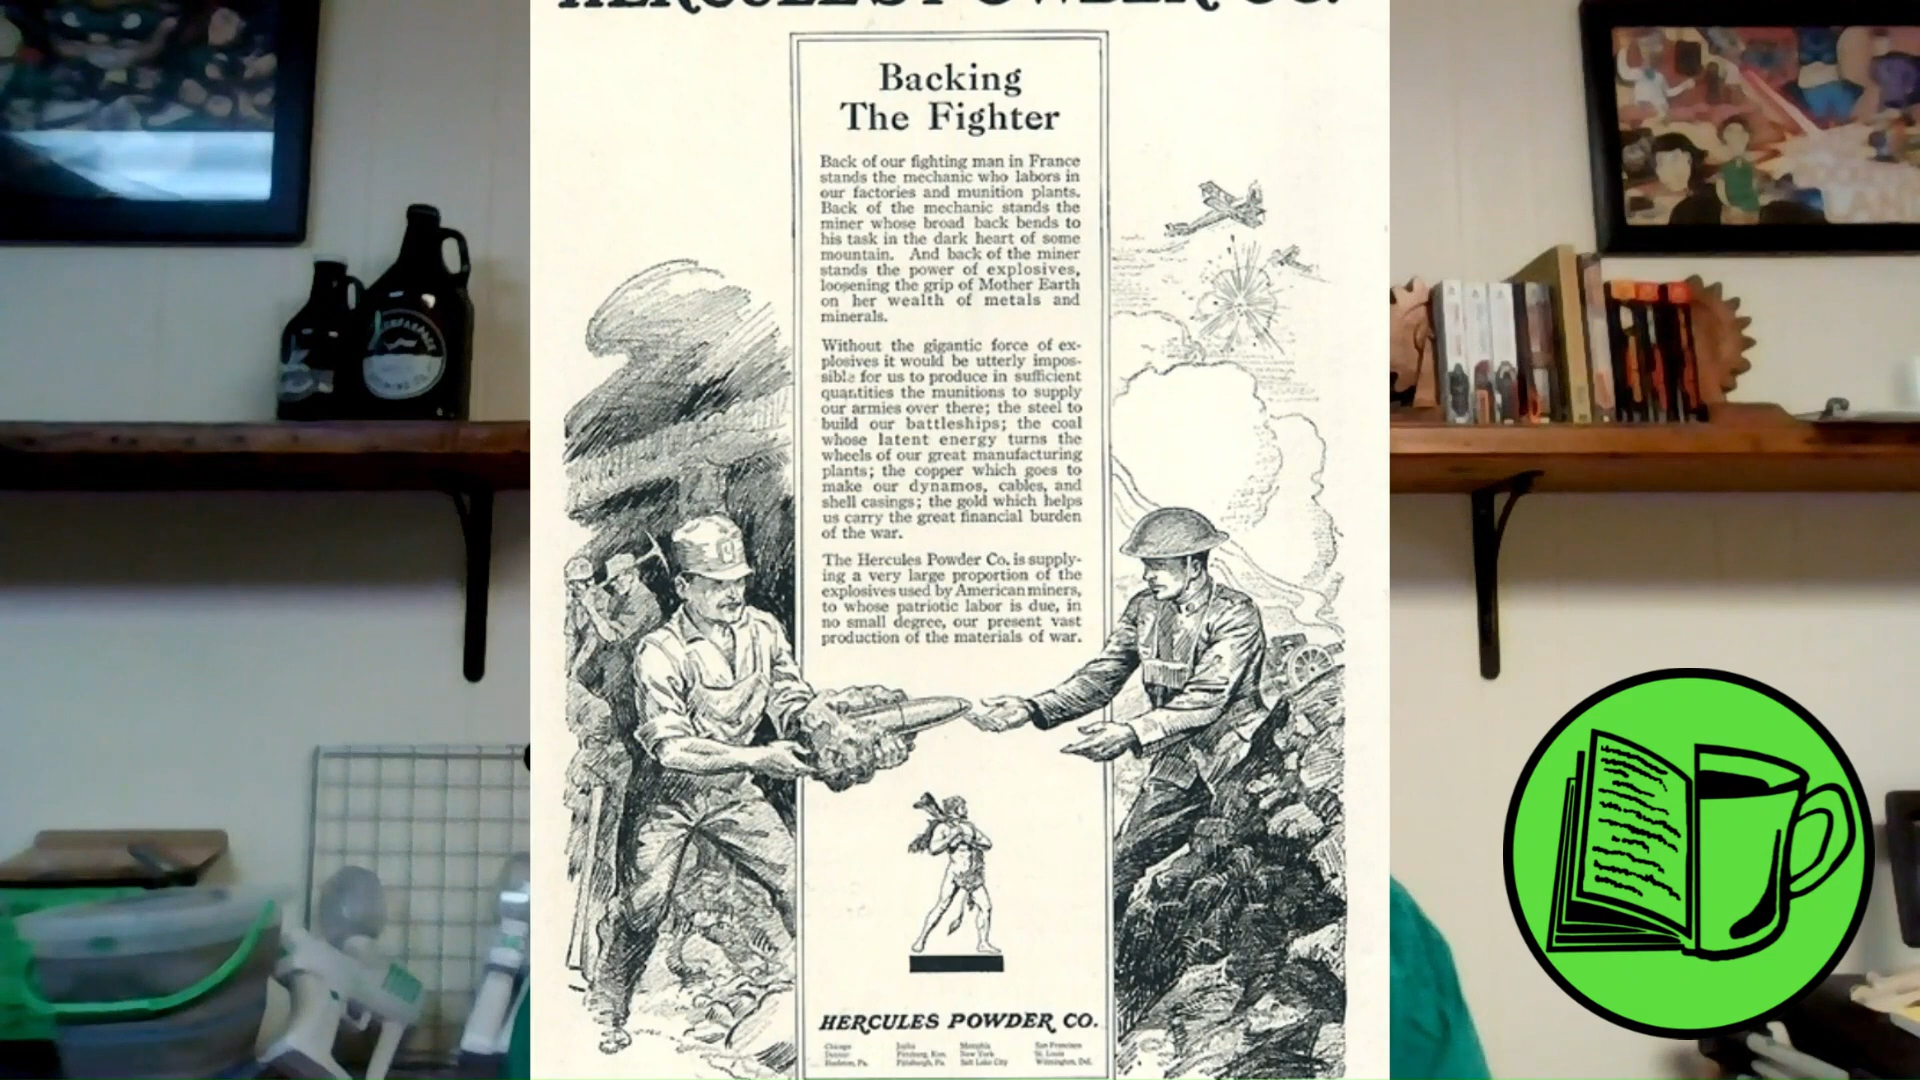 HERCULES POWDER CO.
Backing
The Fighter
Back of our fighting man in France
stands the mechanic who labors in
our factories and munition plants.
Back of the mechanic stands the
miner whose broad back bends to
his task in the dark heart of some
mountain. And back of the miner
stands the power of explosives,
loosening the grip of Mother Earth
on her wealth of metals and
minerals.
Without the gigantic force of ex-
plosives it would be utterly impos-
sible for us to produce in sufficient
quantities the munitions to supply
our armies over there; the steel to
build our battleships; the coal
whose latent energy turns the
wheels of our great manufacturing
plants; the copper which goes to
make our dynamos, cables, and
shell casings; the gold which helps
us carry the great financial burden
of the war.
The Hercules Powder Co. is supply-
ing a very large proportion of the
explosives used by American miners,
to whose patriotic labor is due, in
no small degree, our present vast
production of the materials of war.
HERCULES POWDER CO.
Chicago Joplin Memphis San Francisco
Denver Pittsburg, Kan. New York St. Louis
Hazleton, Pa. Pittsburgh, Pa. Salt Lake City Wilmington, Del.